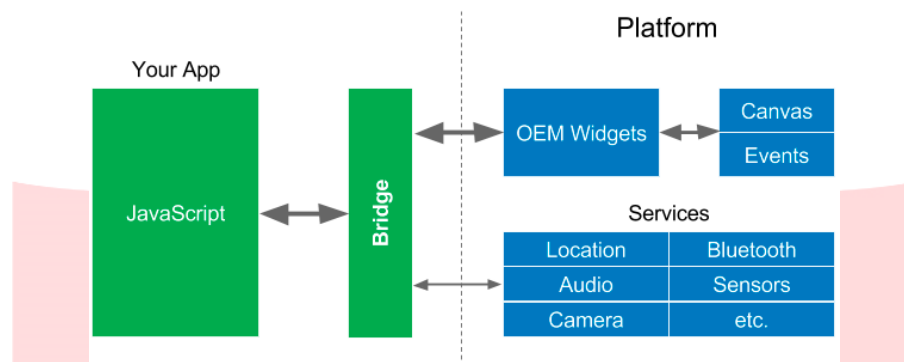 Platform
Your App
JavaScript
Bridge
OEM Widgets
Canvas
Events
Services
Location Bluetooth
Audio Sensors
Camera etc.